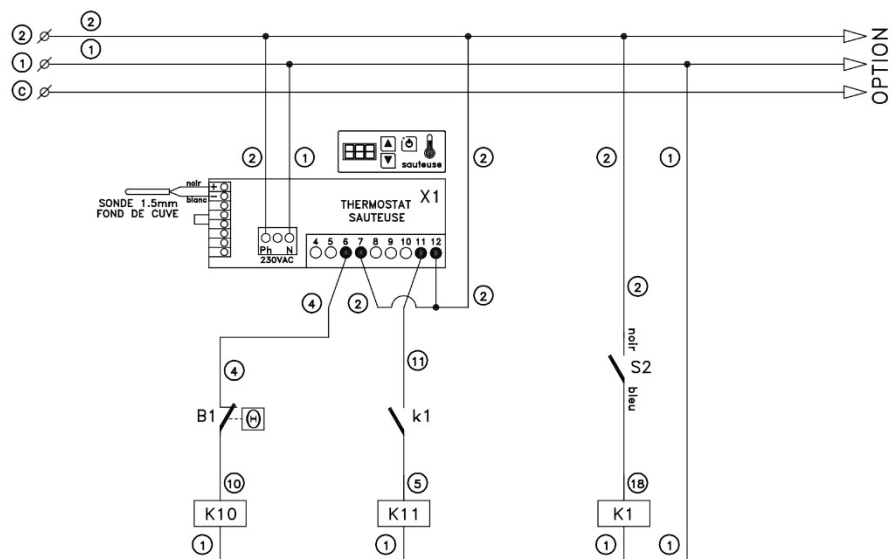 2
2
1
1
C
OPTION
2
1
2
2
1
888
sauteuse
noir
+
-
blanc
SONDE 1.5mm
FOND DE CUVE
X1
THERMOSTAT
SAUTEUSE
Ph N
230VAC
4 5 6 7 8 9 10 11 12
4
2
2
2
noir
S2
bleu
4
11
B1
k1
10
5
18
K10
K11
K1
1
1
1
1